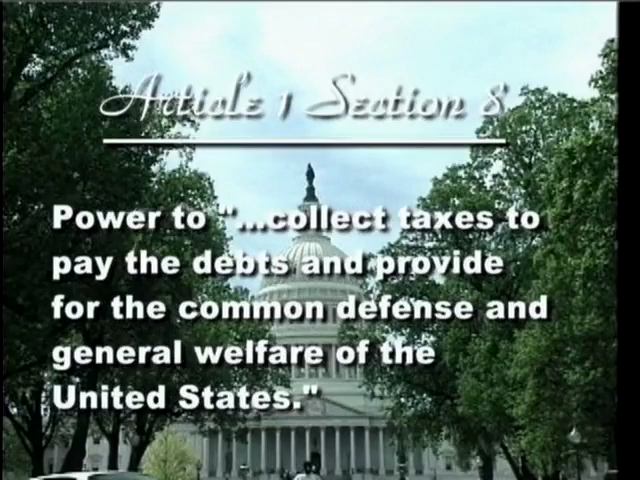 Article 1 Section 8
Power to "...collect taxes to
pay the debts and provide
for the common defense and
general welfare of the
United States."